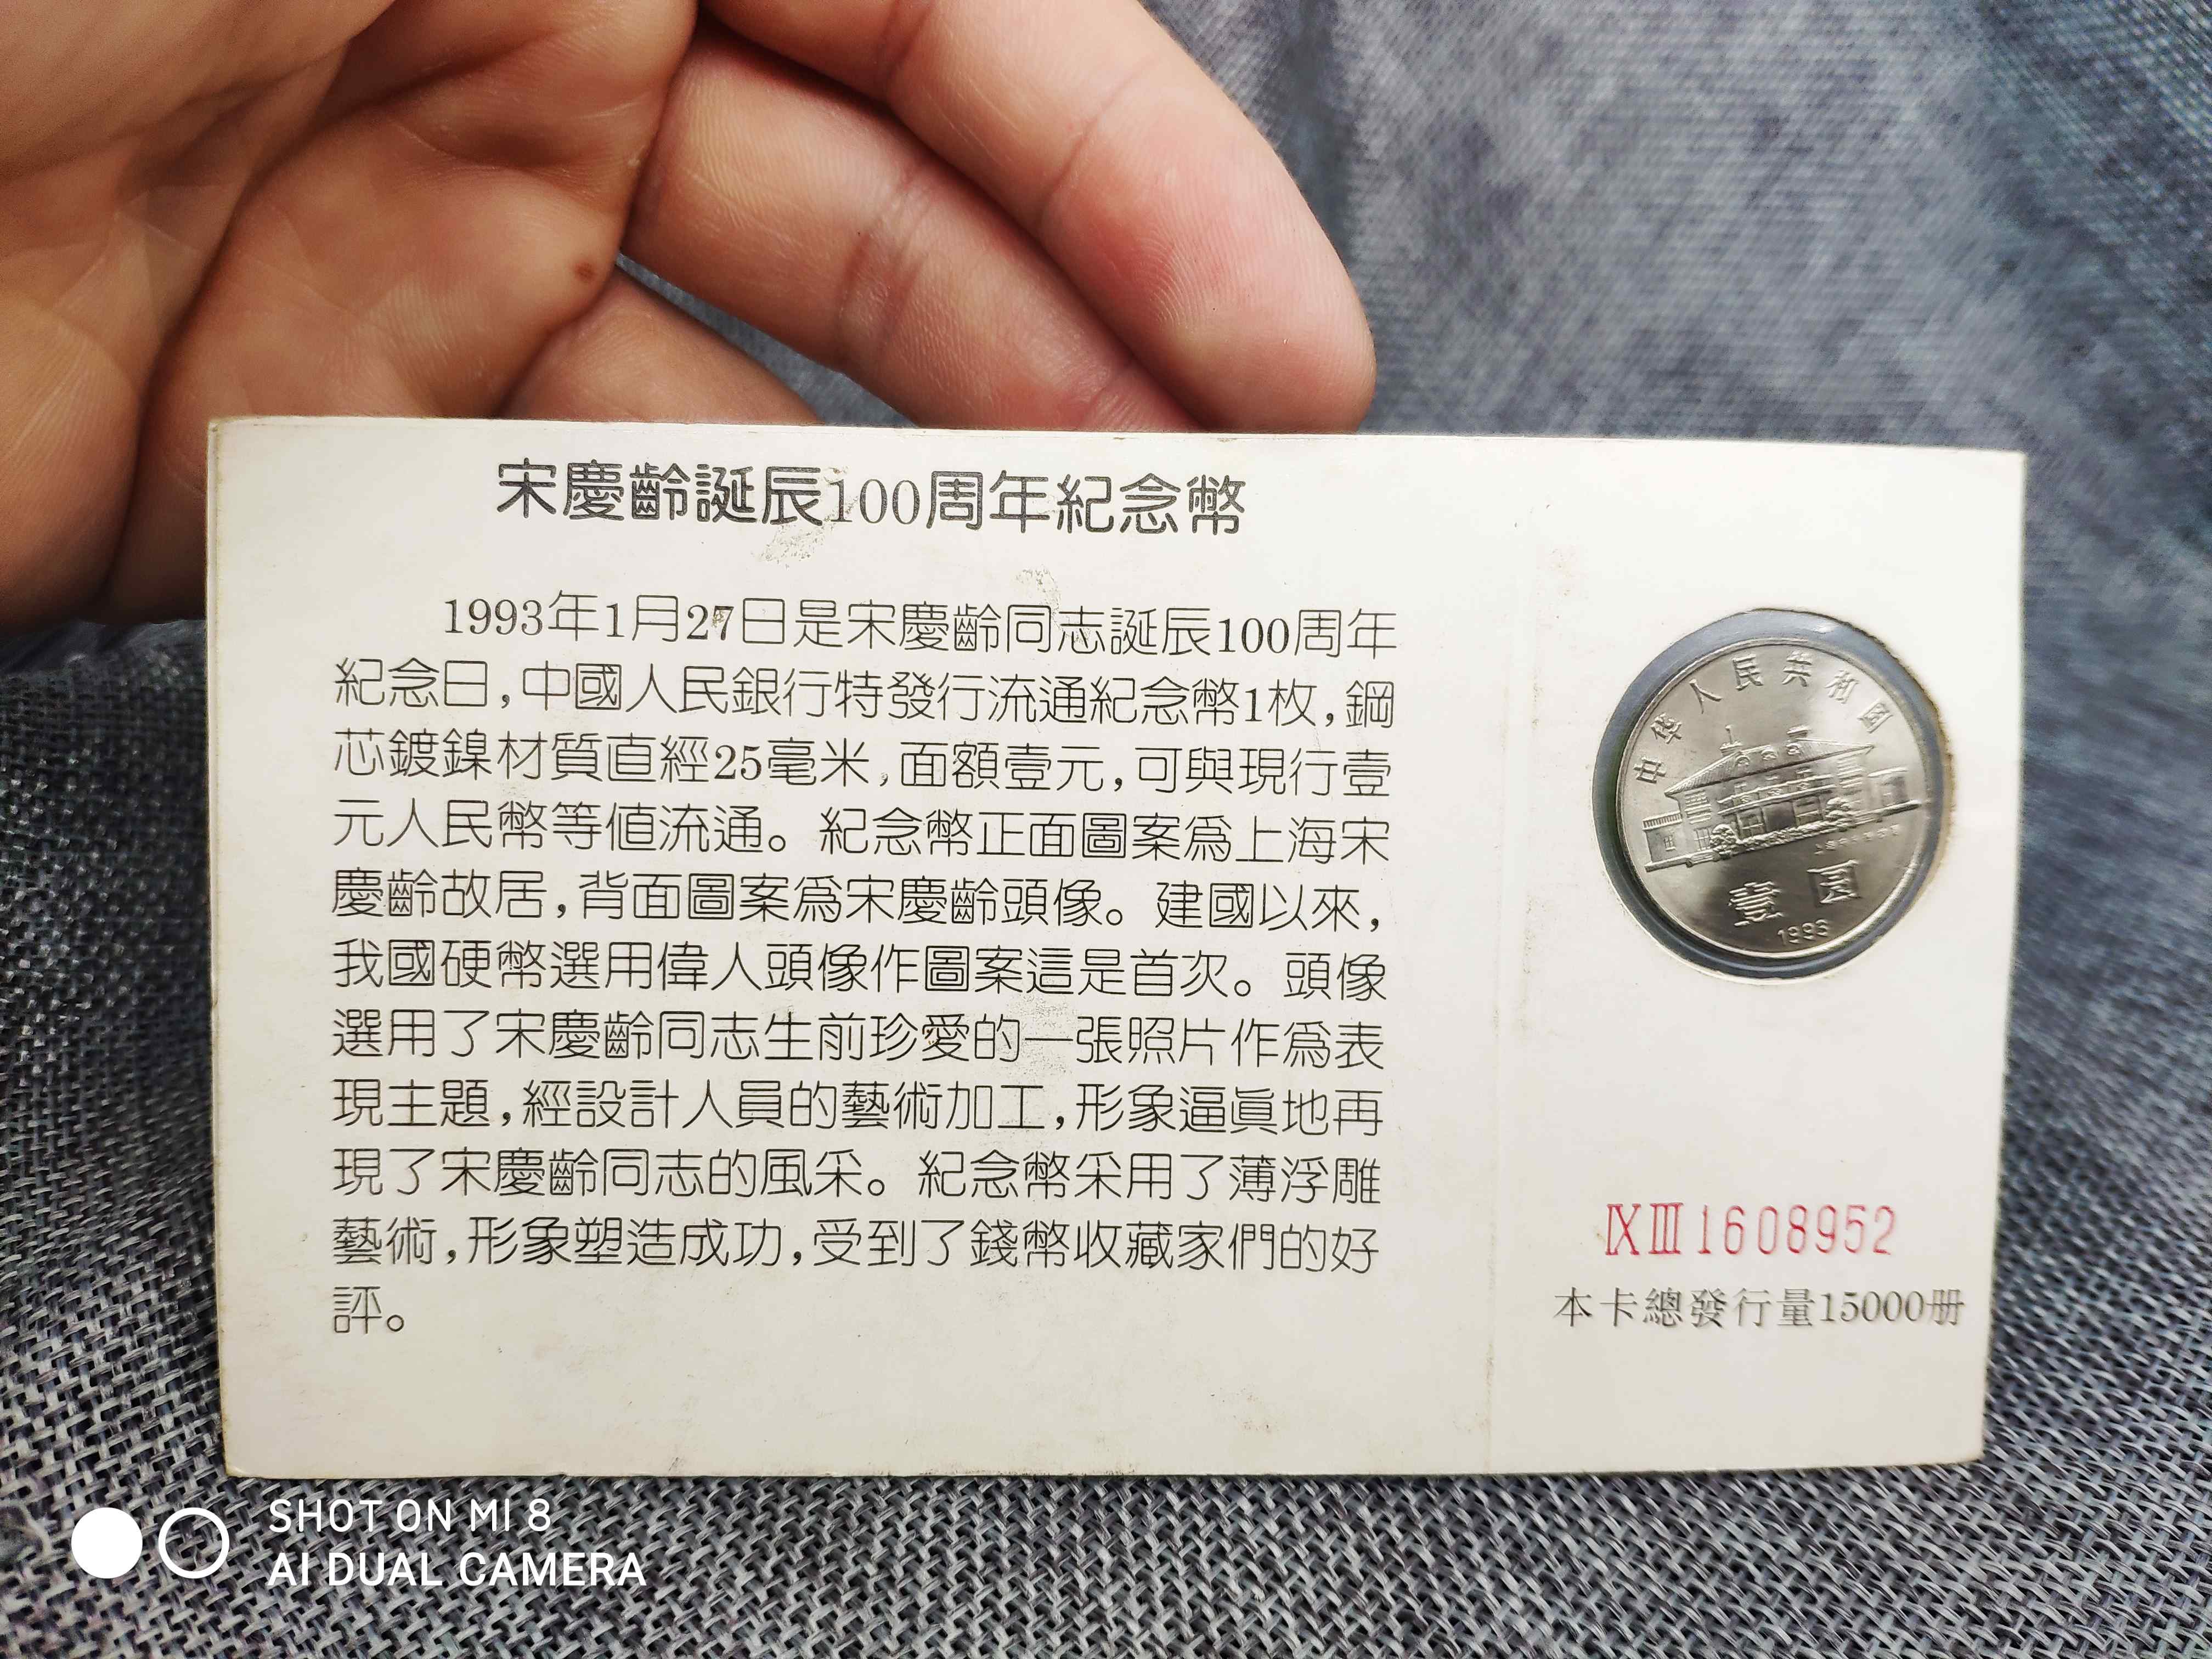 宋慶齡誕辰100周年紀念幣
1993年1月27日是宋慶齡同志誕辰100周年
紀念日,中國人民銀行特發行流通紀念幣1枚,鋼
芯鍍鎳材質直經25毫米,面額壹元,可與現行壹
元人民幣等值流通。紀念幣正面圖案爲上海宋
慶齡故居,背面圖案爲宋慶齡頭像。建國以來,
我國硬幣選用偉人頭像作圖案這是首次。頭像
選用了宋慶齡同志生前珍愛的一張照片作爲表
現主題,經設計人員的藝術加工,形象逼眞地再
現了宋慶齡同志的風采。紀念幣采用了薄浮雕
藝術,形象塑造成功,受到了錢幣收藏家們的好
評。
中华人民共和国
壹圆
1993
ⅨⅢ1608952
本卡總發行量15000册
SHOT ON MI 8
AI DUAL CAMERA